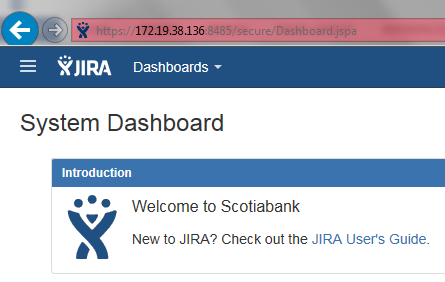 https://172.19.38.136:8485/secure/Dashboard.jspa
JIRA Dashboards
System Dashboard
Introduction
Welcome to Scotiabank
New to JIRA? Check out the JIRA User's Guide.